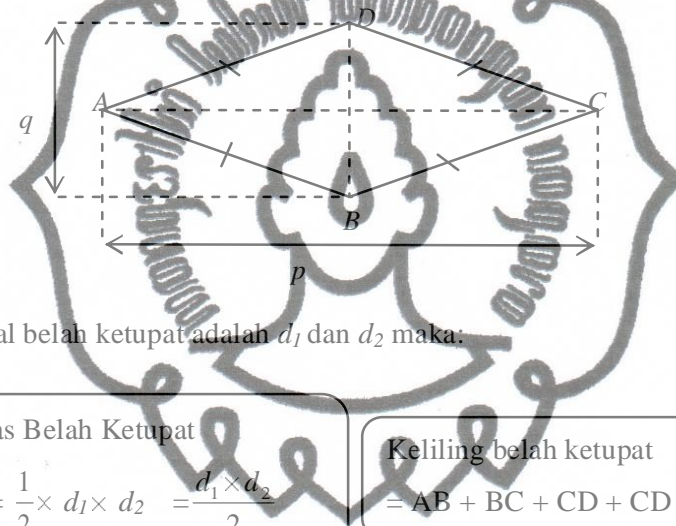 D
A
C
q
B
p
al belah ketupat adalah d₁ dan d₂ maka:
as Belah Ketupat
= 1/2 × d₁ × d₂ = d₁ × d₂ / 2
Keliling belah ketupat
= AB + BC + CD + CD